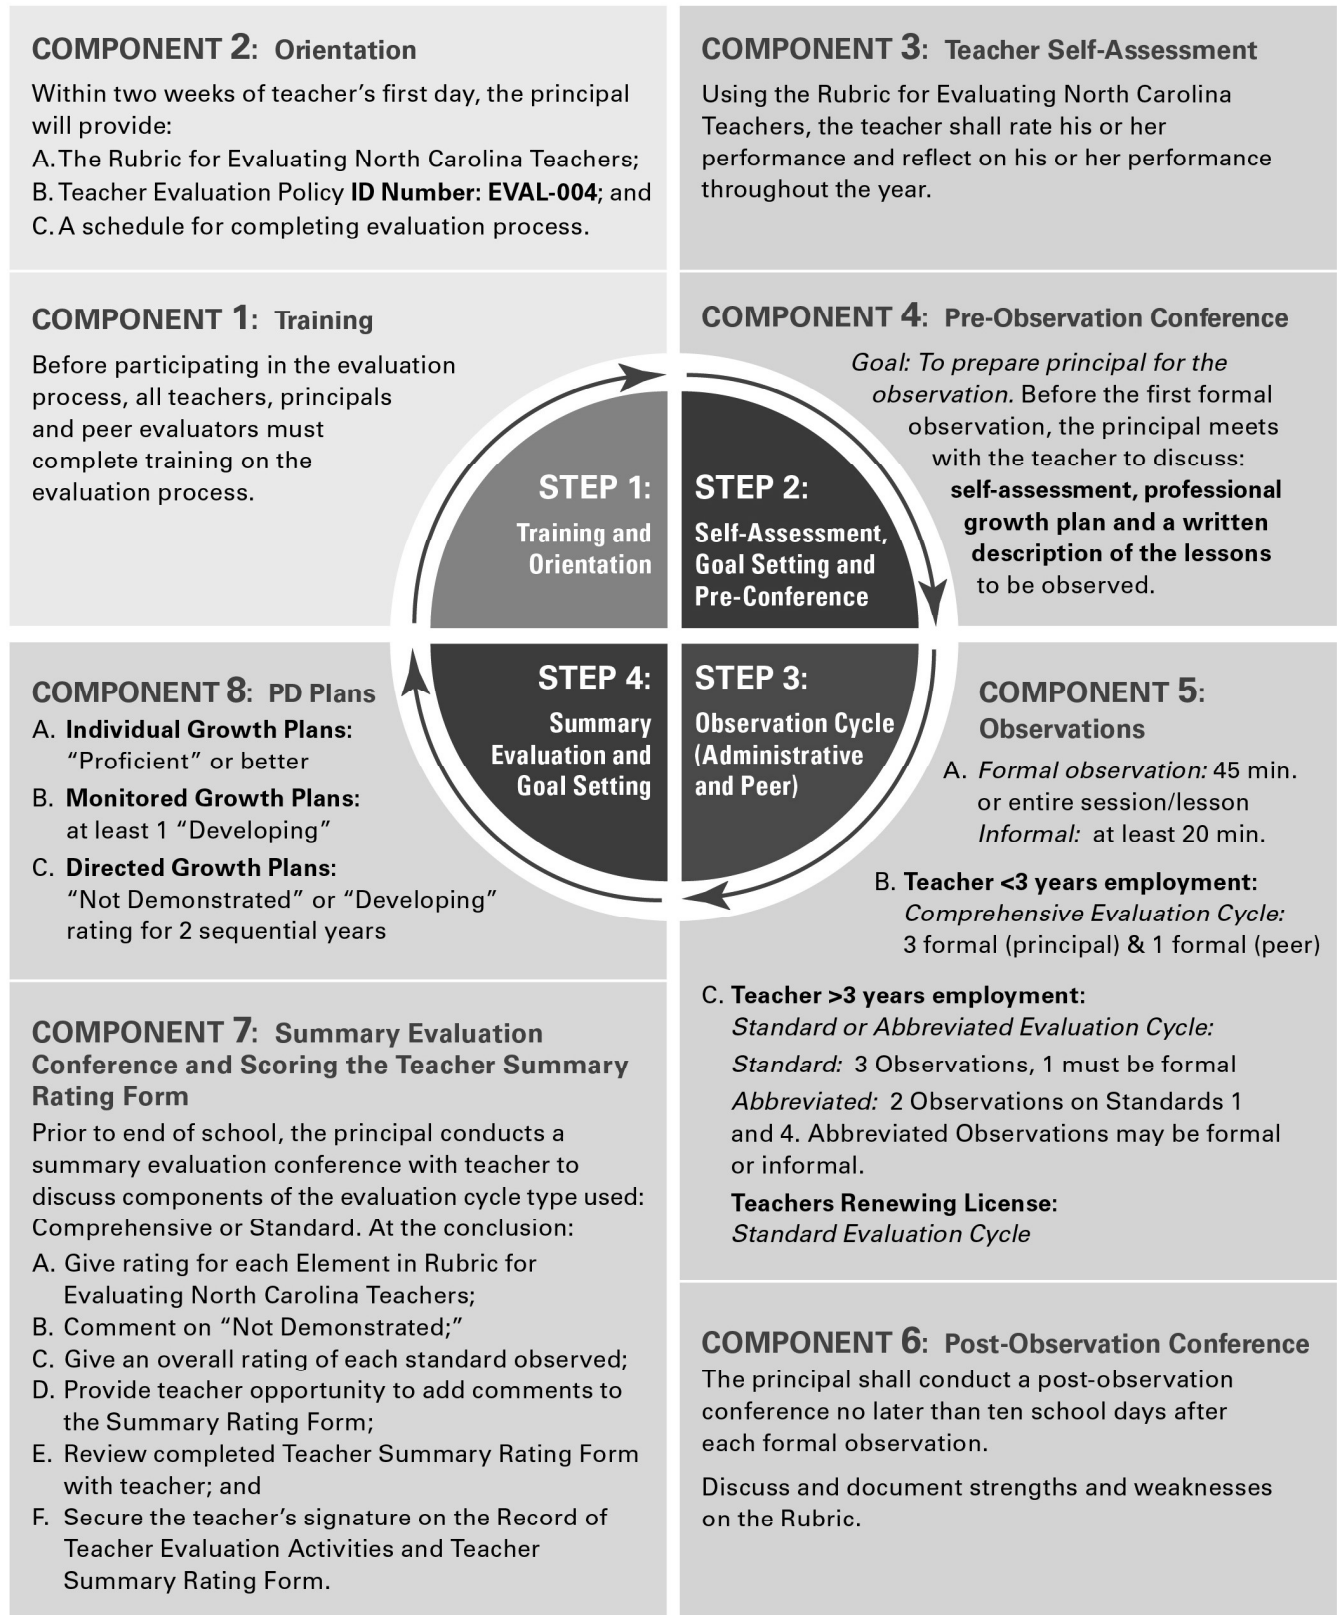 COMPONENT 2: Orientation
Within two weeks of teacher’s first day, the principal
will provide:
A. The Rubric for Evaluating North Carolina Teachers;
B. Teacher Evaluation Policy ID Number: EVAL-004; and
C. A schedule for completing evaluation process.
COMPONENT 3: Teacher Self-Assessment
Using the Rubric for Evaluating North Carolina
Teachers, the teacher shall rate his or her
performance and reflect on his or her performance
throughout the year.
COMPONENT 1: Training
Before participating in the evaluation
process, all teachers, principals
and peer evaluators must
complete training on the
evaluation process.
COMPONENT 4: Pre-Observation Conference
Goal: To prepare principal for the
observation. Before the first formal
observation, the principal meets
with the teacher to discuss:
self-assessment, professional
growth plan and a written
description of the lessons
to be observed.
STEP 1:
Training and
Orientation
STEP 2:
Self-Assessment,
Goal Setting and
Pre-Conference
STEP 4:
Summary
Evaluation and
Goal Setting
STEP 3:
Observation Cycle
(Administrative
and Peer)
COMPONENT 8: PD Plans
A. Individual Growth Plans:
“Proficient” or better
B. Monitored Growth Plans:
at least 1 “Developing”
C. Directed Growth Plans:
“Not Demonstrated” or “Developing”
rating for 2 sequential years
COMPONENT 5:
Observations
A. Formal observation: 45 min.
or entire session/lesson
Informal: at least 20 min.
B. Teacher <3 years employment:
Comprehensive Evaluation Cycle:
3 formal (principal) & 1 formal (peer)
C. Teacher >3 years employment:
Standard or Abbreviated Evaluation Cycle:
Standard: 3 Observations, 1 must be formal
Abbreviated: 2 Observations on Standards 1
and 4. Abbreviated Observations may be formal
or informal.
Teachers Renewing License:
Standard Evaluation Cycle
COMPONENT 7: Summary Evaluation
Conference and Scoring the Teacher Summary
Rating Form
Prior to end of school, the principal conducts a
summary evaluation conference with teacher to
discuss components of the evaluation cycle type used:
Comprehensive or Standard. At the conclusion:
A. Give rating for each Element in Rubric for
Evaluating North Carolina Teachers;
B. Comment on “Not Demonstrated;”
C. Give an overall rating of each standard observed;
D. Provide teacher opportunity to add comments to
the Summary Rating Form;
E. Review completed Teacher Summary Rating Form
with teacher; and
F. Secure the teacher’s signature on the Record of
Teacher Evaluation Activities and Teacher
Summary Rating Form.
COMPONENT 6: Post-Observation Conference
The principal shall conduct a post-observation
conference no later than ten school days after
each formal observation.
Discuss and document strengths and weaknesses
on the Rubric.